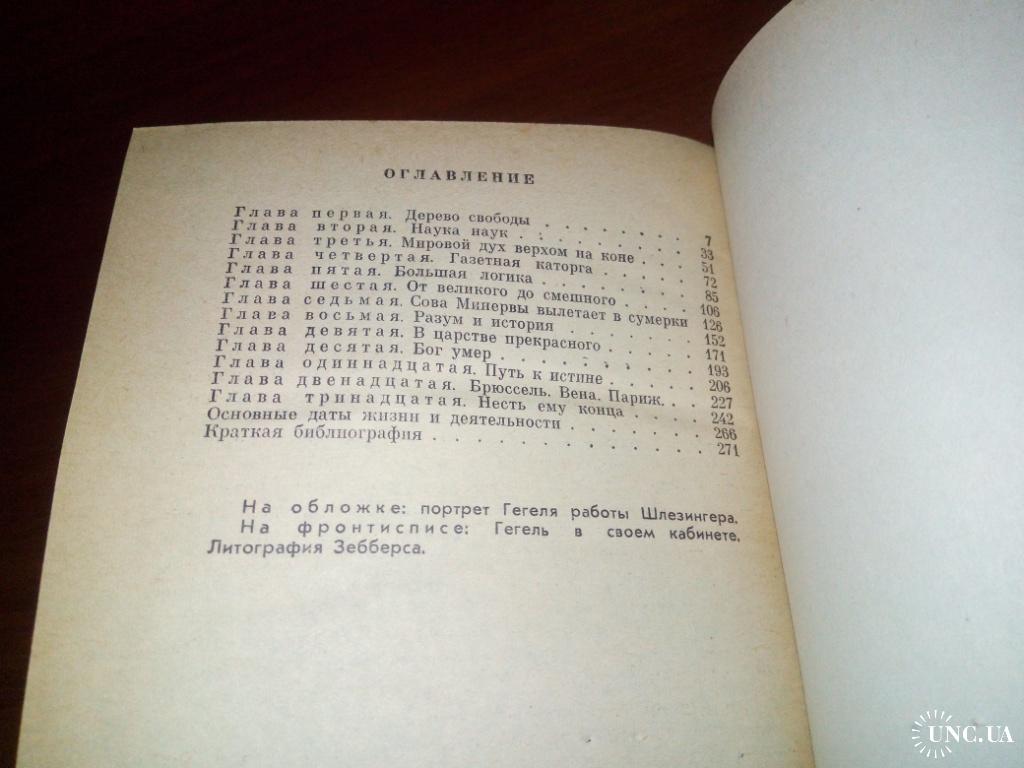 ОГЛАВЛЕНИЕ
Глава первая. Дерево свободы . . . . . . . . 7
Глава вторая. Наука наук . . . . . . . . 33
Глава третья. Мировой дух верхом на коне . . . . 51
Глава четвертая. Газетная каторга . . . . . 72
Глава пятая. Большая логика . . . . . . . 85
Глава шестая. От великого до смешного . . . . 106
Глава седьмая. Сова Минервы вылетает в сумерки 126
Глава восьмая. Разум и история . . . . . . 152
Глава девятая. В царстве прекрасного . . . . . 171
Глава десятая. Бог умер . . . . . . . . 193
Глава одиннадцатая. Путь к истине . . . . . 206
Глава двенадцатая. Брюссель. Вена. Париж. . . 227
Глава тринадцатая. Несть ему конца . . . . 242
Основные даты жизни и деятельности . . . . . . 266
Краткая библиография . . . . . . . . . . 271
На обложке: портрет Гегеля работы Шлезингера.
На фронтисписе: Гегель в своем кабинете.
Литография Зебберса.
UNC.UA